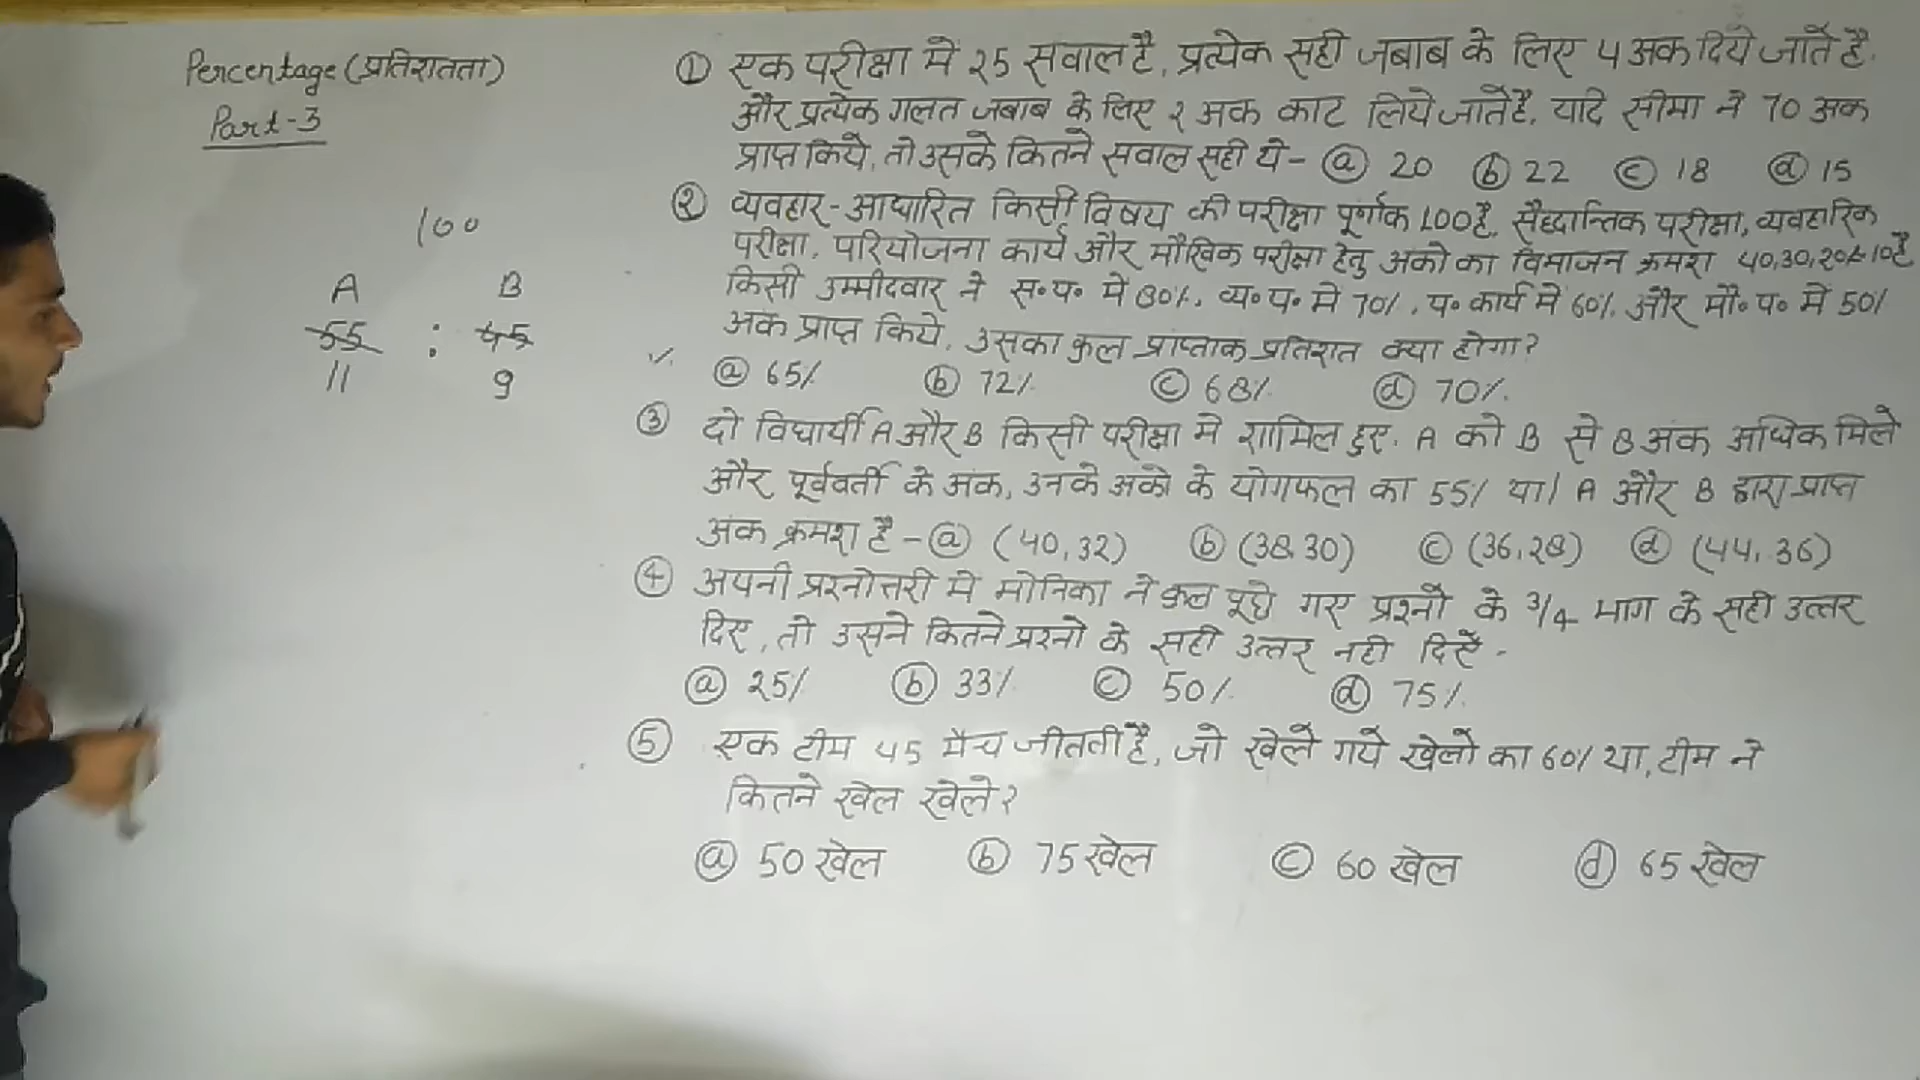 Percentage (प्रतिशतता)
Part-3
100
A B
55 : 45
11 9
① एक परीक्षा मे 25 सवाल है, प्रत्येक सही जबाब के लिए 4 अंक दिये जाते है.
और प्रत्येक गलत जबाब के लिए 2 अंक काट लिये जाते है, यदि सीमा ने 70 अंक
प्राप्त किये, तो उसके कितने सवाल सही थे - ⓐ 20 ⓑ 22 ⓒ 18 ⓓ 15
② व्यवहार-आधारित किसी विषय की परीक्षा पूर्णांक 100 है, सैद्धान्तिक परीक्षा, व्यवहारिक
परीक्षा, परियोजना कार्य और मौखिक परीक्षा हेतु अंको का विभाजन क्रमश 40,30,20 & 10 है
किसी उम्मीदवार ने स॰प॰ में 80%, व्य॰प॰ मे 70%, प॰ कार्य में 60% और मौ॰प॰ में 50%
अंक प्राप्त किये, उसका कुल प्राप्तांक प्रतिशत क्या होगा?
ⓐ 65% ⓑ 72% ⓒ 68% ⓓ 70%
③ दो विधार्यी A और B किसी परीक्षा मे शामिल हुए. A को B से 8 अंक अधिक मिले
और पूर्ववर्ती के अंक, उनके अंको के योगफल का 55% था। A और B द्वारा प्राप्त
अंक क्रमश है - ⓐ (40,32) ⓑ (38,30) ⓒ (36,28) ⓓ (44,36)
④ अपनी प्रश्नोत्तरी मे मोनिका ने कुल पूछे गए प्रश्नों के 3/4 भाग के सही उत्तर
दिए, तो उसने कितने प्रश्नो के सही उत्तर नही दिऐ -
ⓐ 25% ⓑ 33% ⓒ 50% ⓓ 75%
⑤ एक टीम 45 मैच जीतती है, जो खेले गये खेलो का 60% था, टीम ने
कितने खेल खेले?
ⓐ 50 खेल ⓑ 75 खेल ⓒ 60 खेल ⓓ 65 खेल